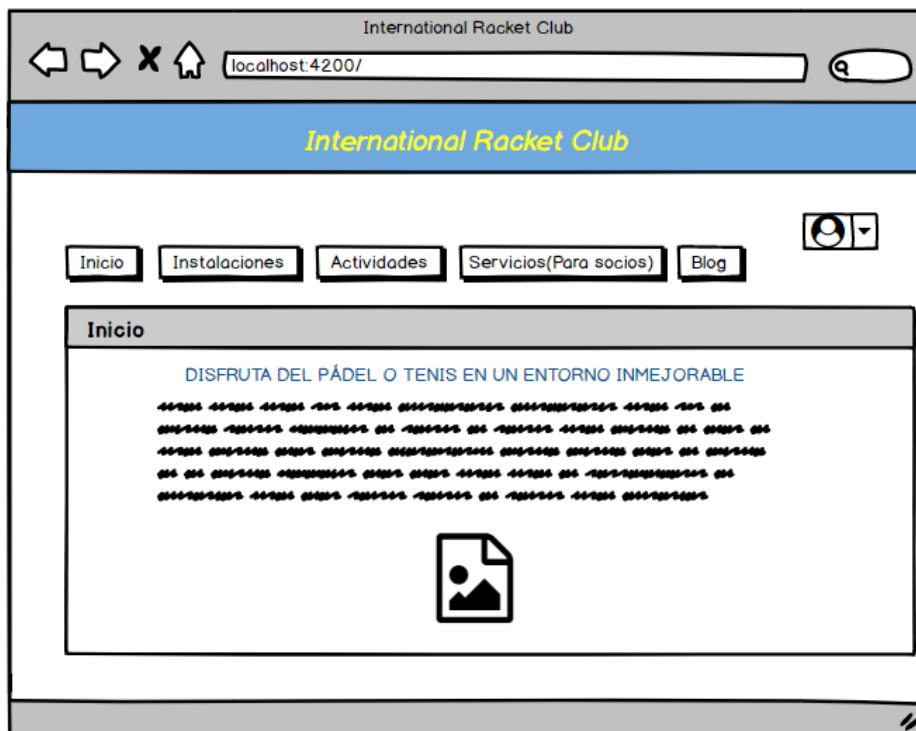 International Racket Club
localhost:4200/
International Racket Club
Inicio
Instalaciones
Actividades
Servicios(Para socios)
Blog
Inicio
DISFRUTA DEL PÁDEL O TENIS EN UN ENTORNO INMEJORABLE